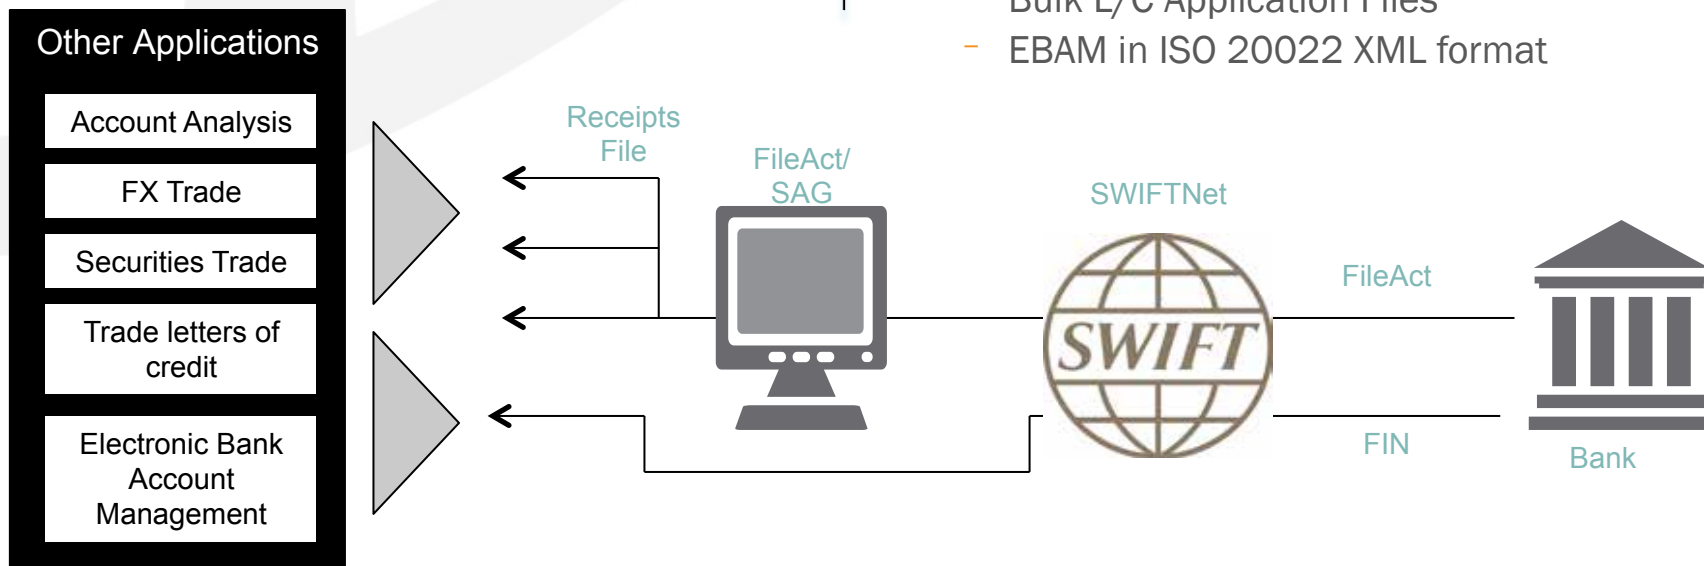 Bulk L/C Application Files
- EBAM in ISO 20022 XML format
Other Applications
Account Analysis
FX Trade
Securities Trade
Trade letters of
credit
Electronic Bank
Account
Management
Receipts
File
FileAct/
SAG
SWIFTNet
SWIFT
FileAct
FIN
Bank